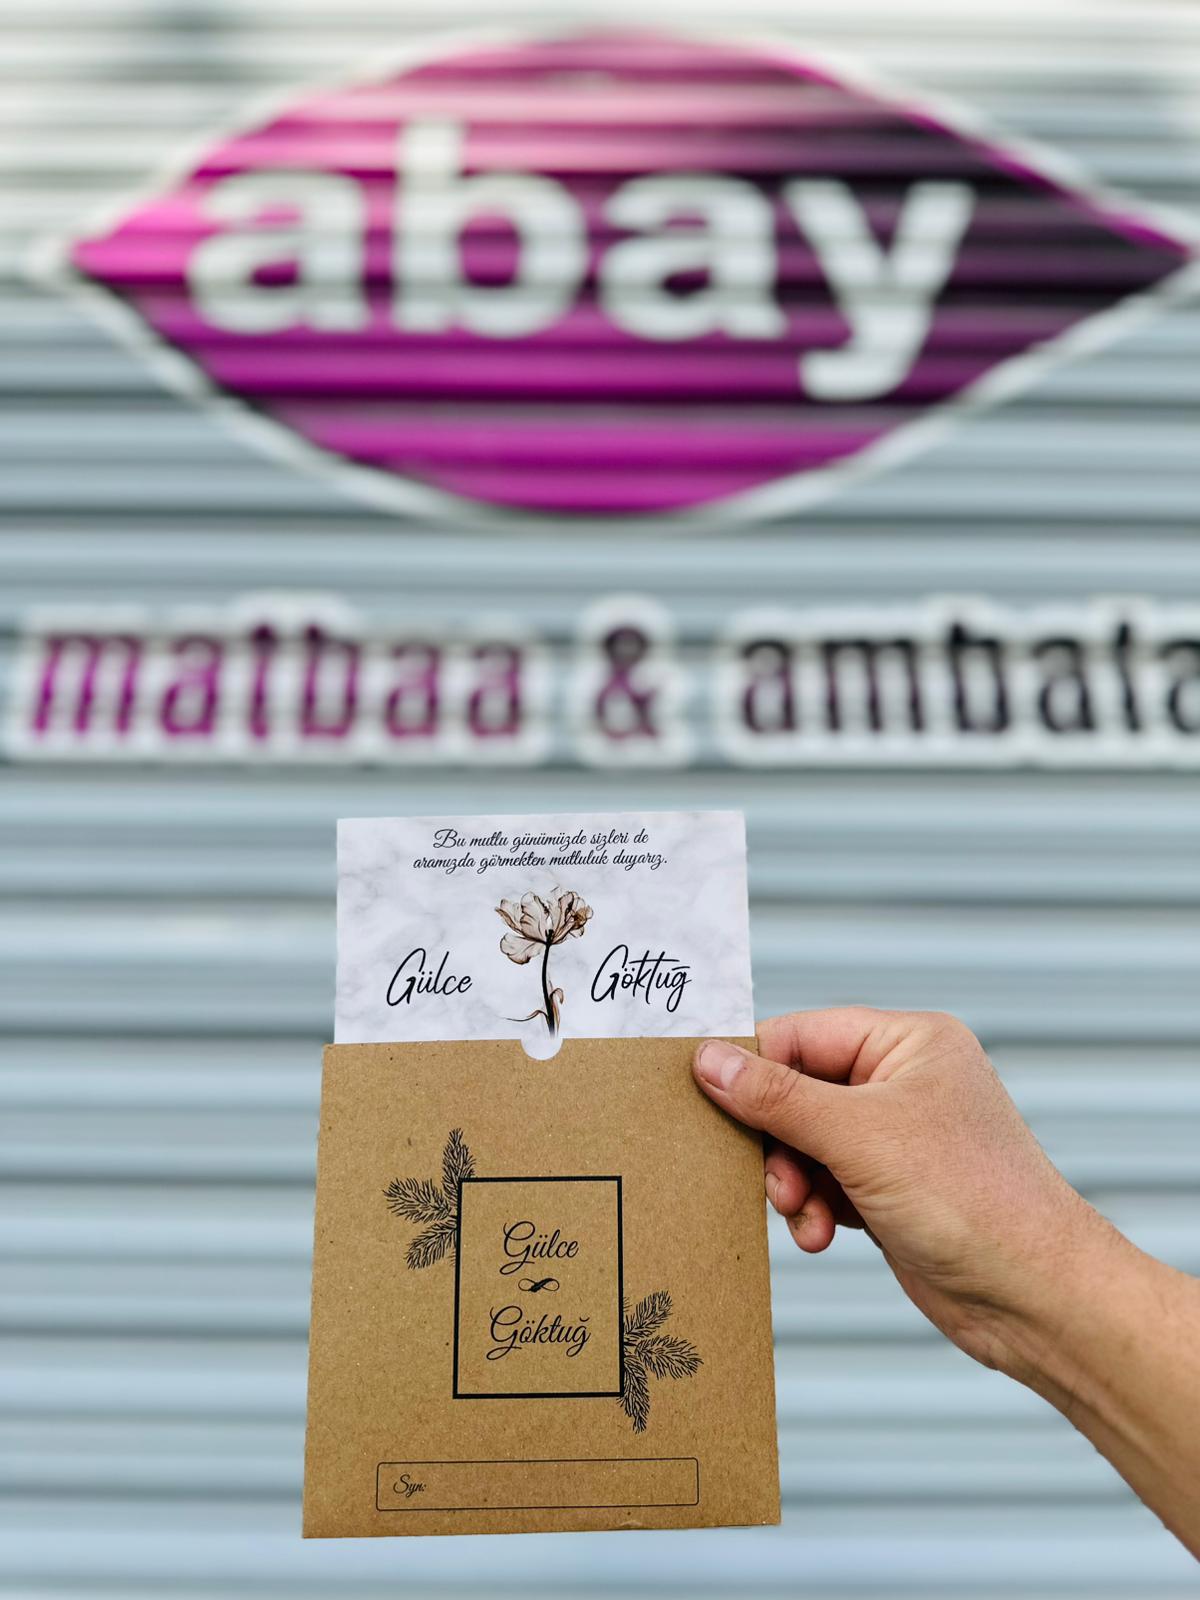 abay
matbaa & ambala
Bu mutlu günümüzde sizleri de
aramızda görmekten mutluluk duyarız.
Gülce Göktuğ
Gülce
Göktuğ
Syn: